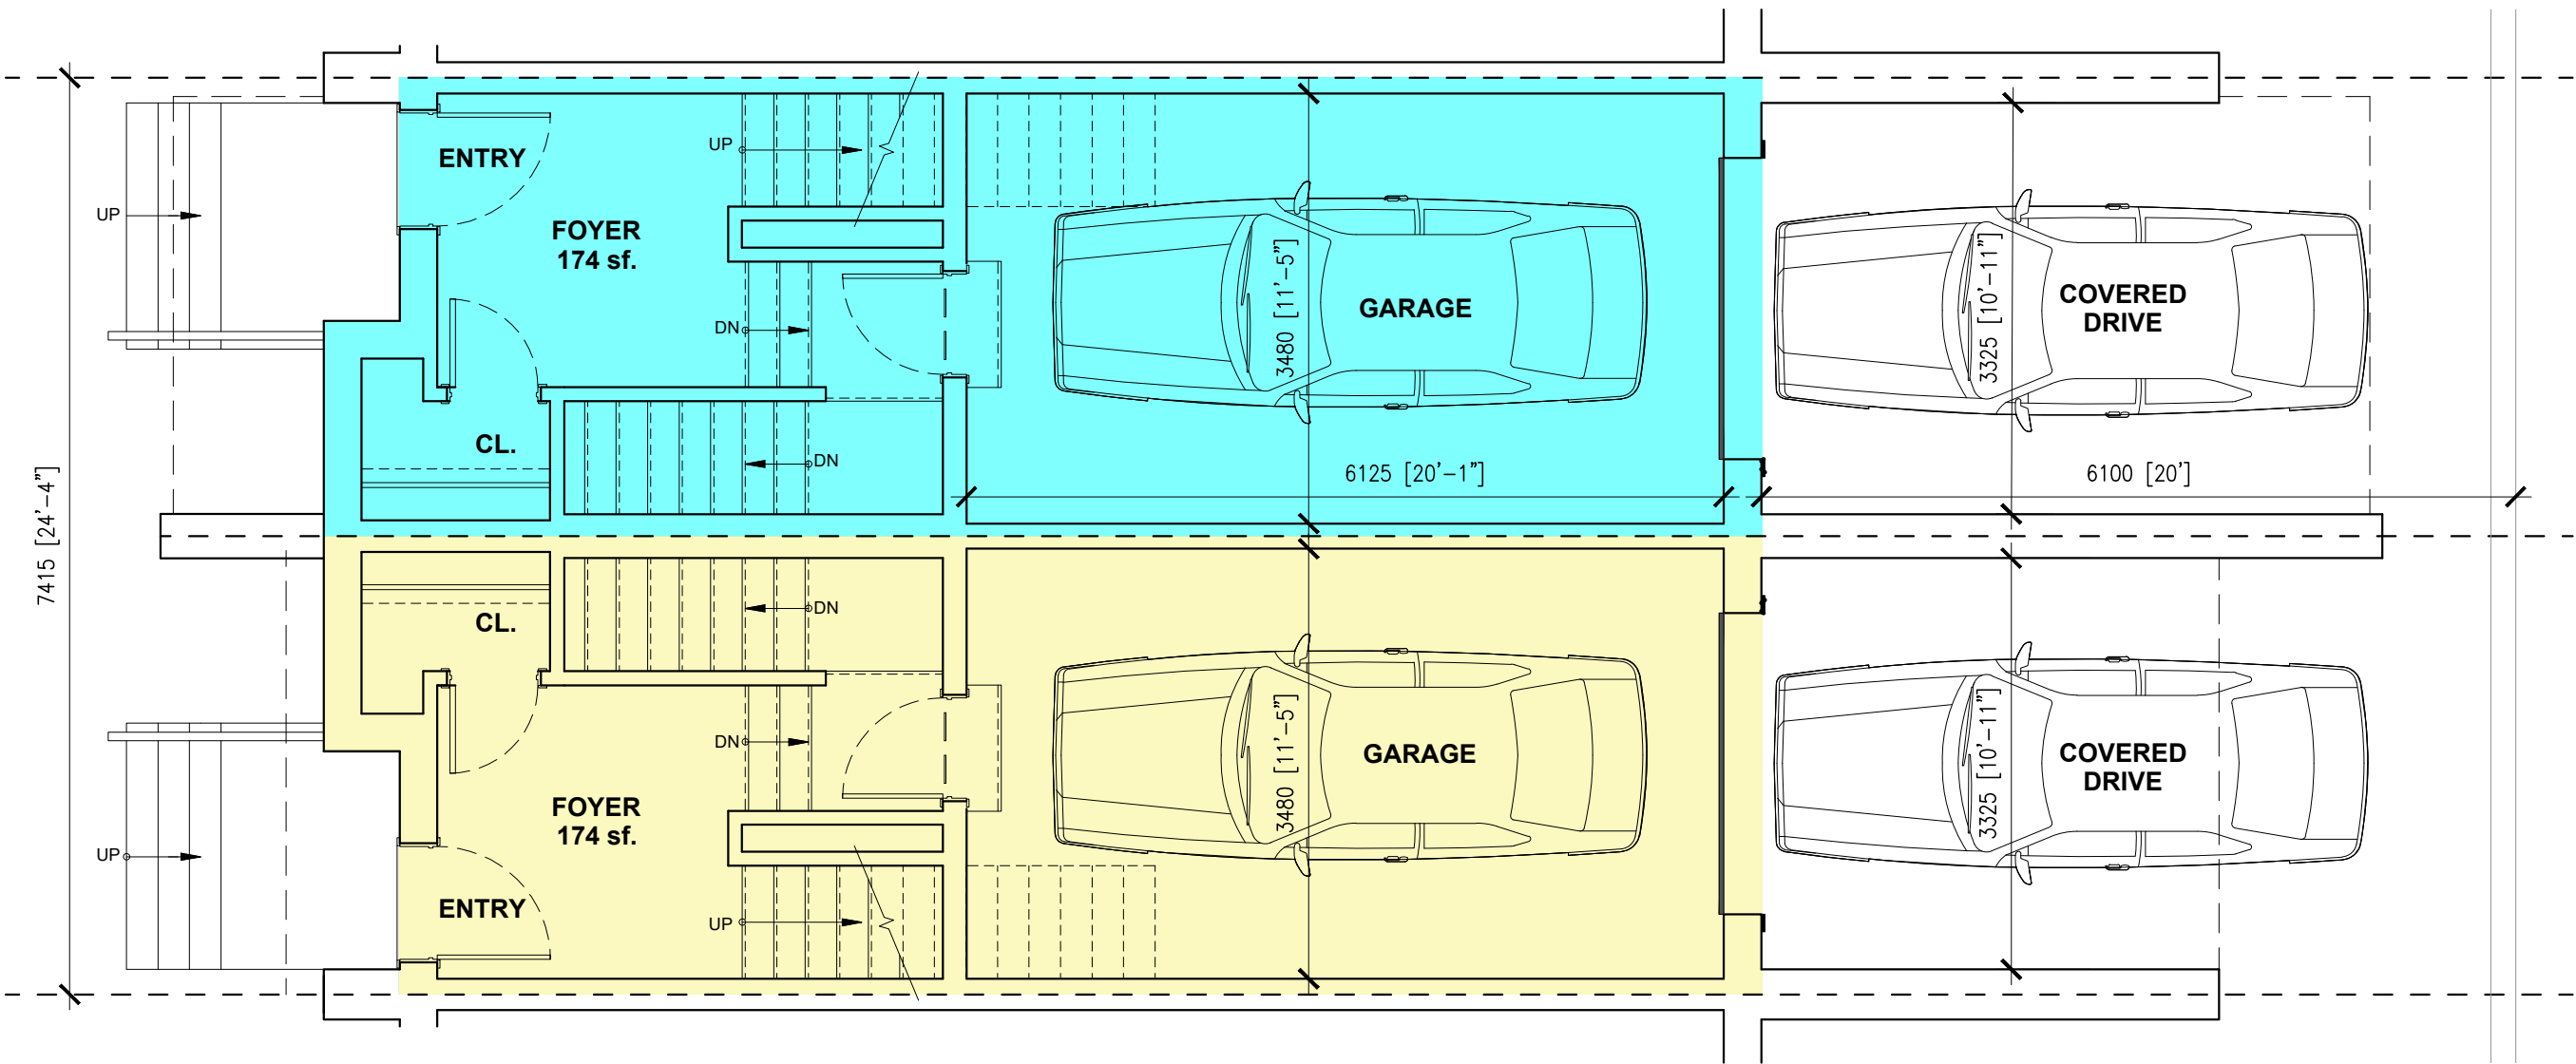 ENTRY
UP
UP
FOYER
174 sf.
DN
3480 [11'-5"]
GARAGE
3325 [10'-11"]
COVERED
DRIVE
CL.
DN
6125 [20'-1"]
6100 [20']
7415 [24'-4"]
CL.
DN
DN
3480 [11'-5"]
GARAGE
3325 [10'-11"]
COVERED
DRIVE
FOYER
174 sf.
UP
ENTRY
UP